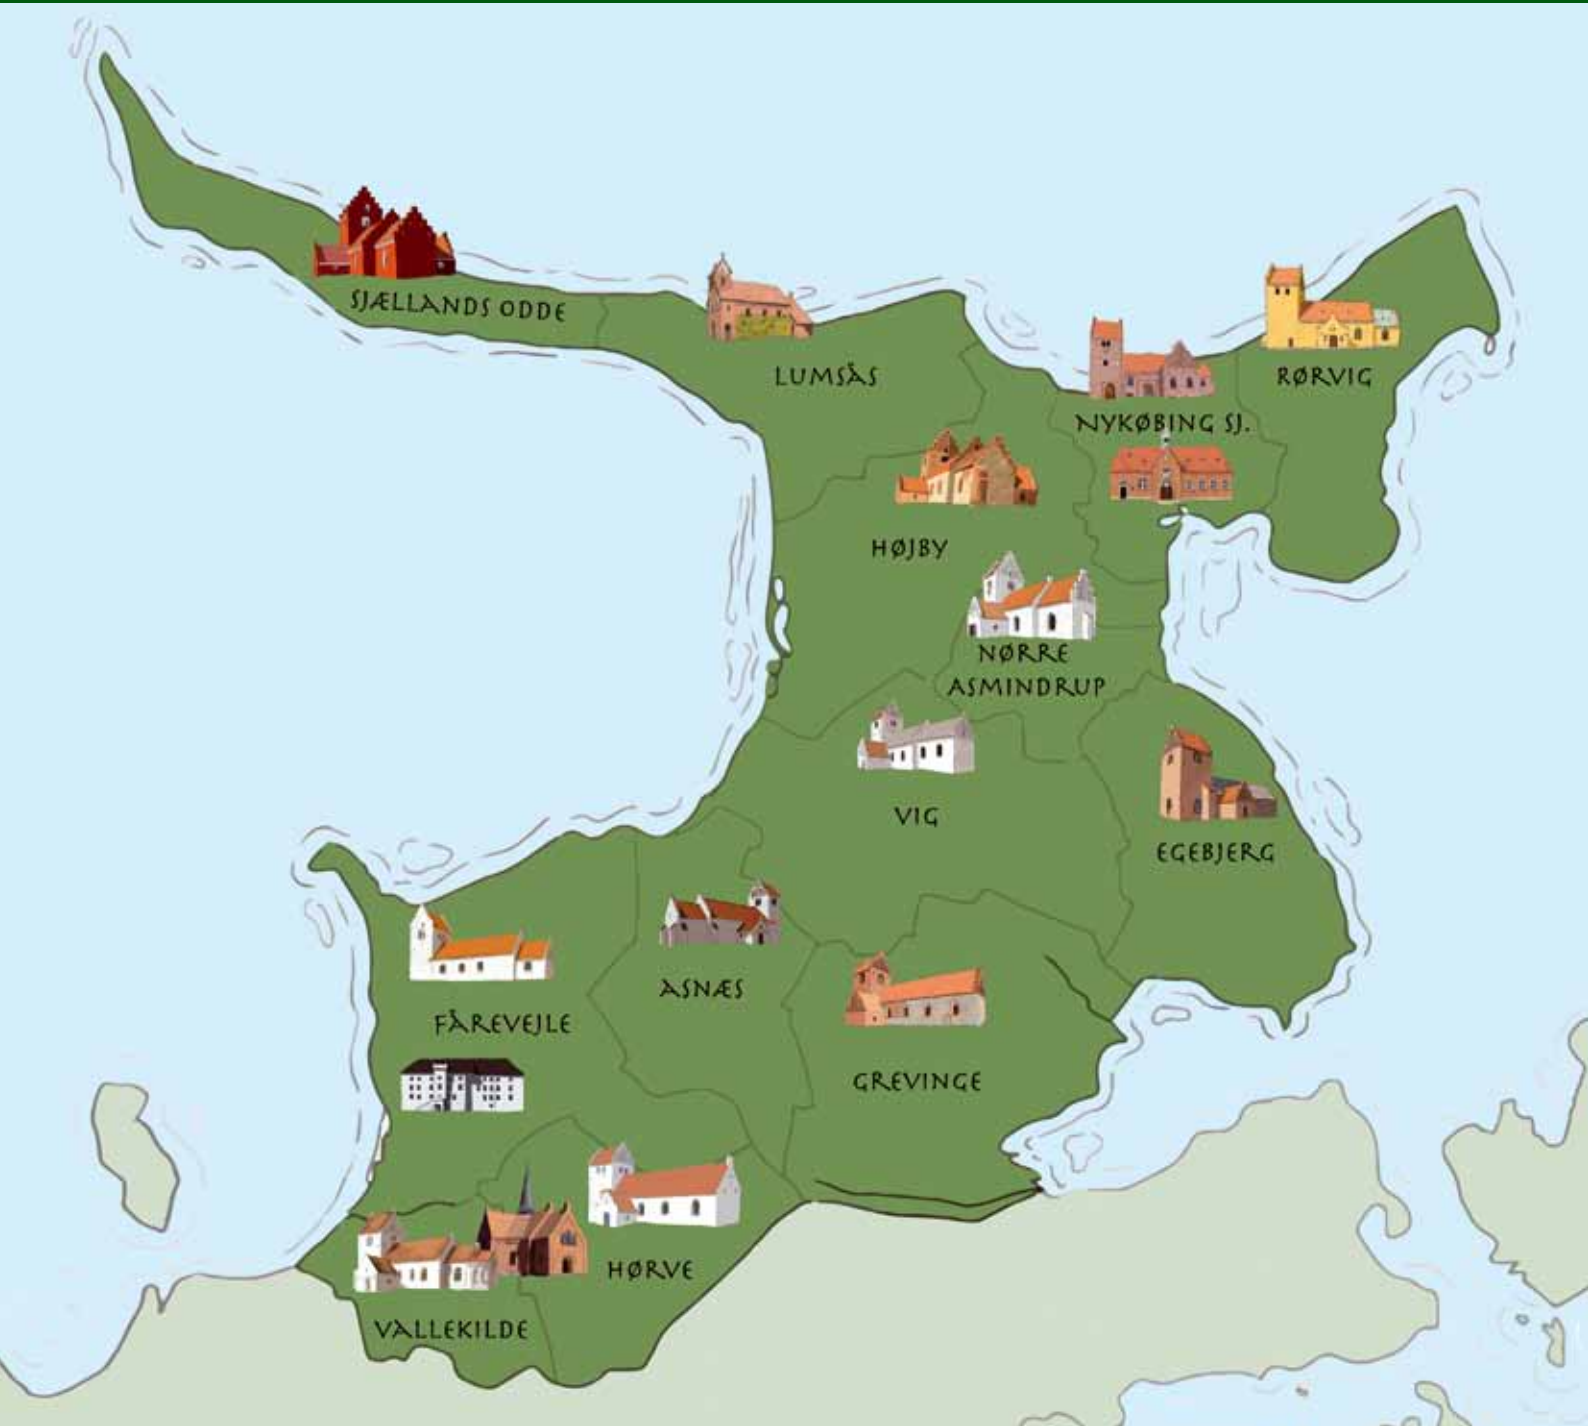 SJÆLLANDS ODDE
LUMSÅS
RØRVIG
NYKØBING SJ.
HØJBY
NØRRE
ASMINDRUP
VIG
EGEBJERG
ASNÆS
FÅREVEJLE
GREVINGE
HØRVE
VALLEKILDE